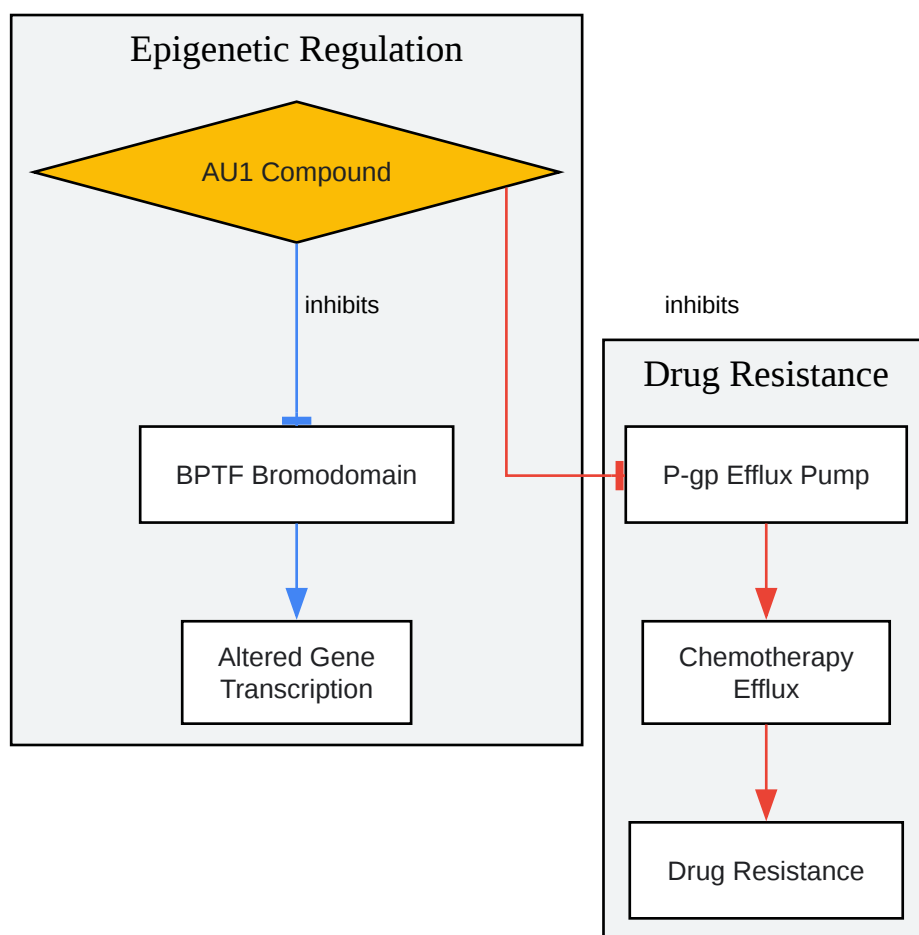 Epigenetic Regulation
AU1 Compound
inhibits
inhibits
Drug Resistance
BPTF Bromodomain
P-gp Efflux Pump
Altered Gene
Transcription
Chemotherapy
Efflux
Drug Resistance